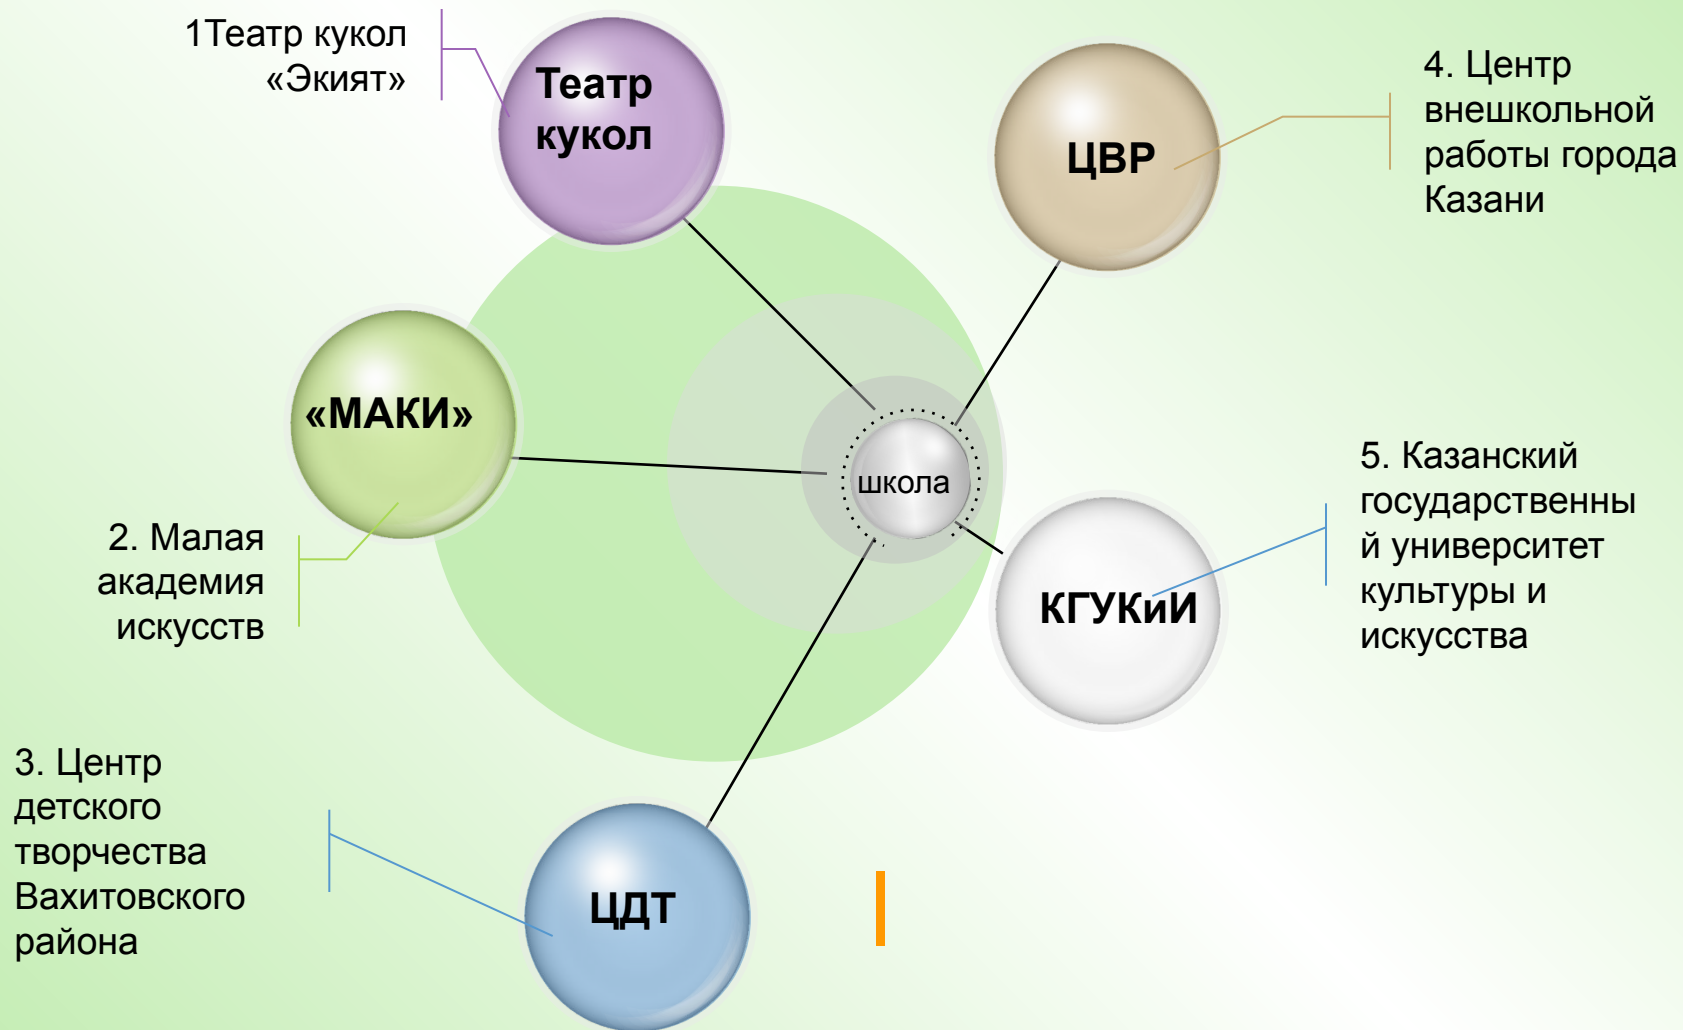 1Театр кукол
«Экият»
Театр
кукол
ЦВР
4. Центр
внешкольной
работы города
Казани
«МАКИ»
2. Малая
академия
искусств
школа
5. Казанский
государственны
й университет
культуры и
искусства
КГУКиИ
3. Центр
детского
творчества
Вахитовского
района
ЦДТ